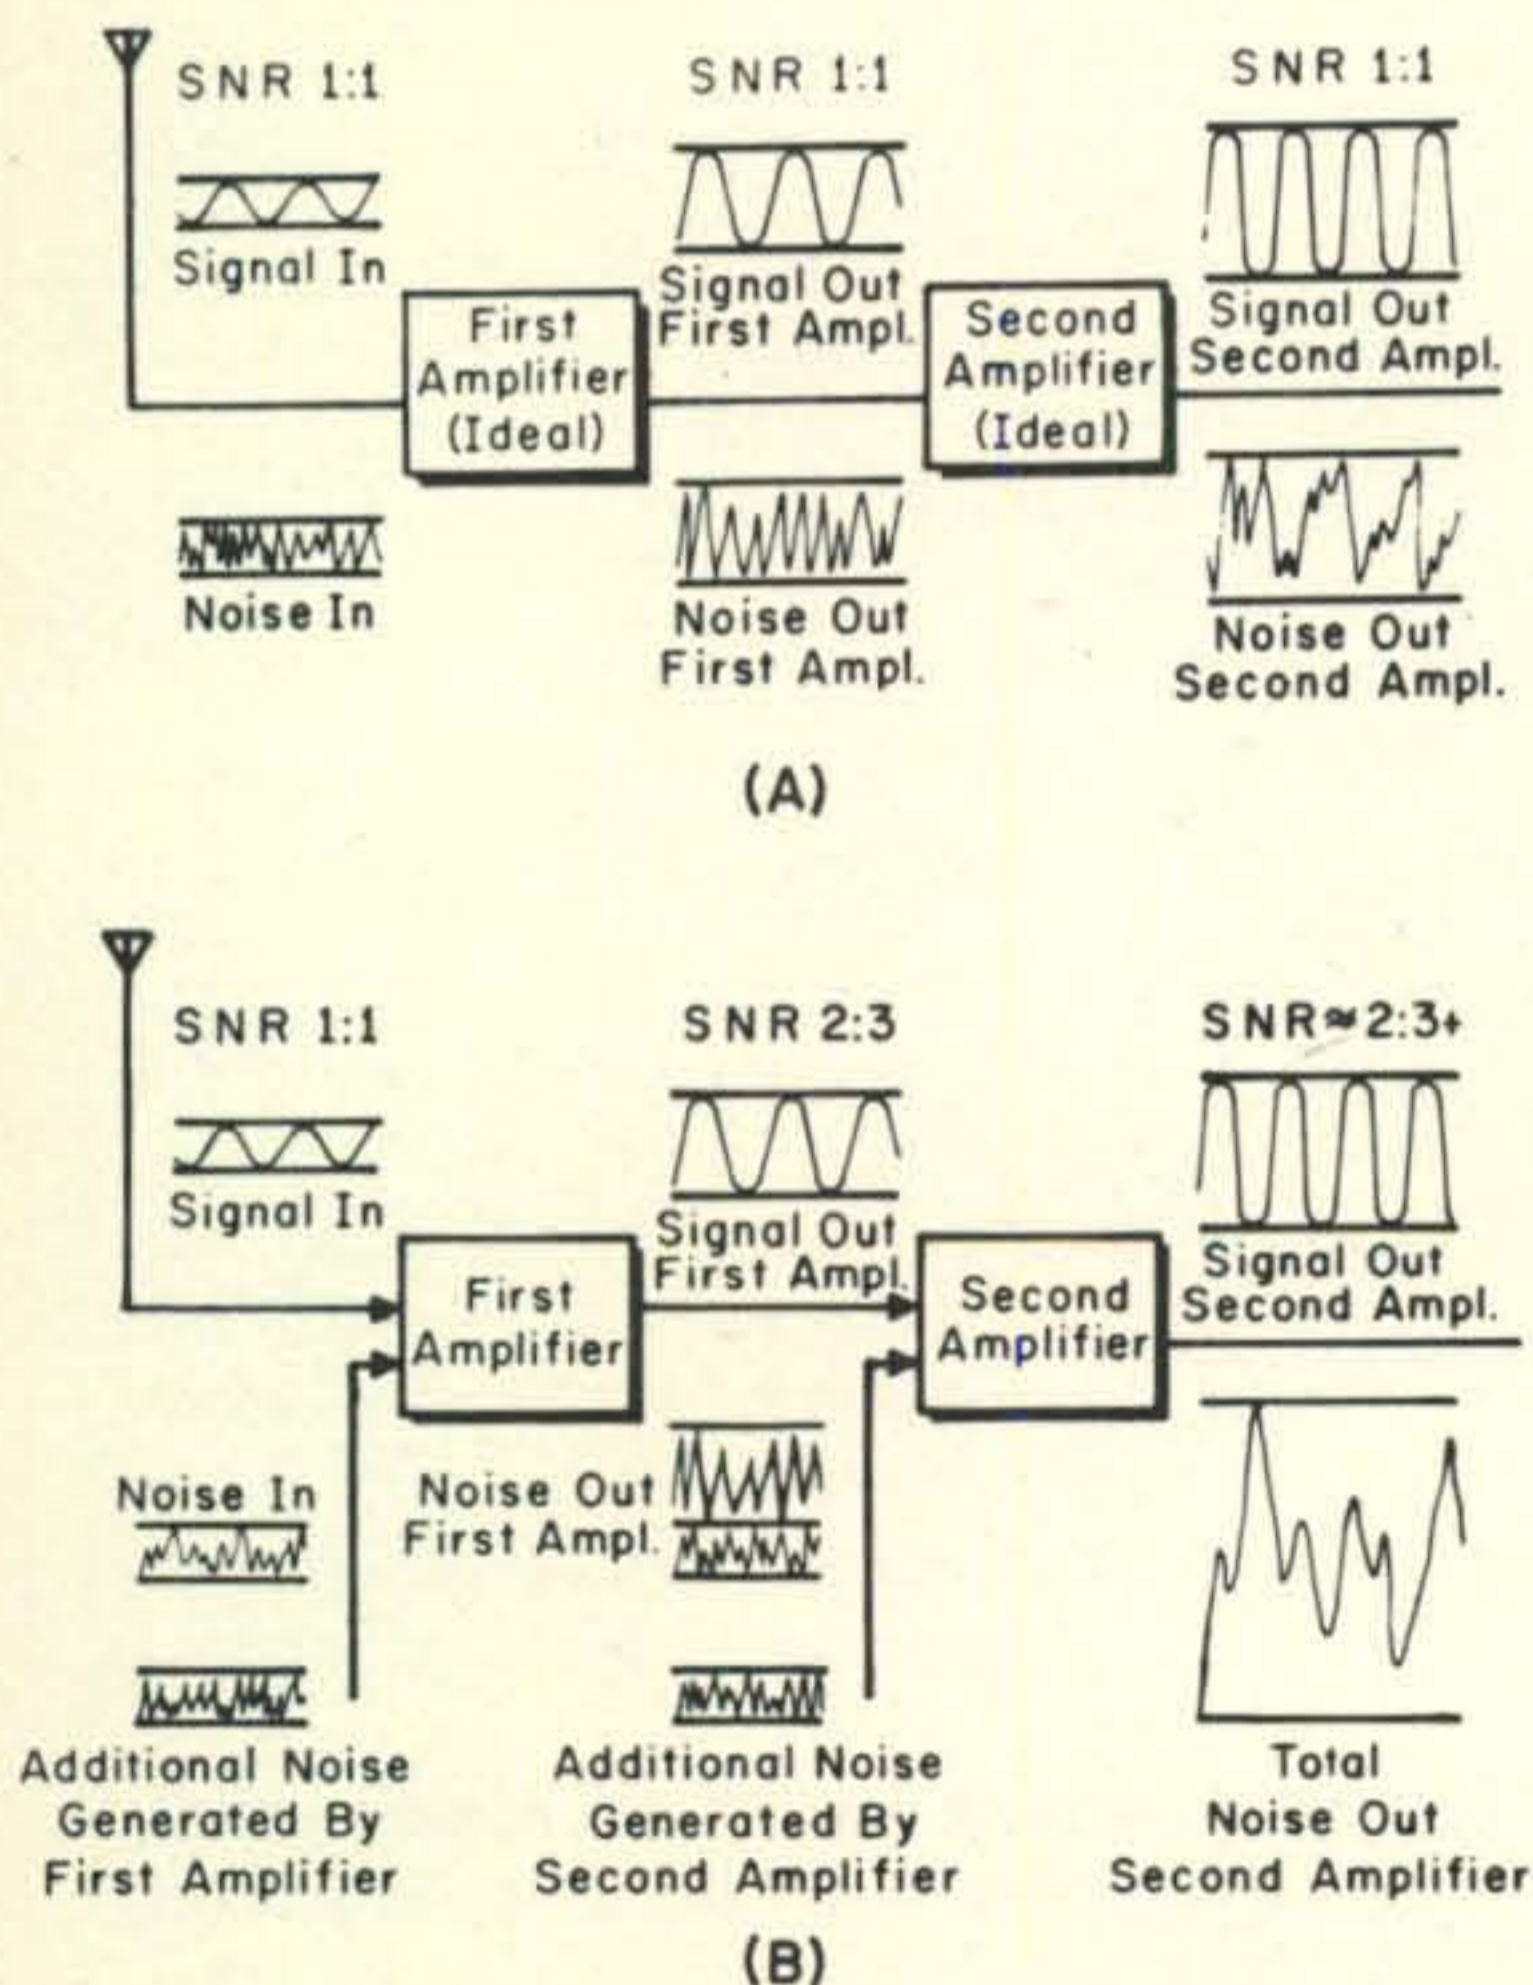 SNR 1:1
SNR 1:1
SNR 1:1
Signal In
Signal Out
First Ampl.
Signal Out
Second Ampl.
First
Amplifier
(Ideal)
Second
Amplifier
(Ideal)
Noise In
Noise Out
First Ampl.
Noise Out
Second Ampl.
(A)
SNR 1:1
SNR 2:3
SNR≈2:3+
Signal In
Signal Out
First Ampl.
Signal Out
Second Ampl.
First
Amplifier
Second
Amplifier
Noise In
Noise Out
First Ampl.
Additional Noise
Generated By
First Amplifier
Additional Noise
Generated By
Second Amplifier
Total
Noise Out
Second Amplifier
(B)